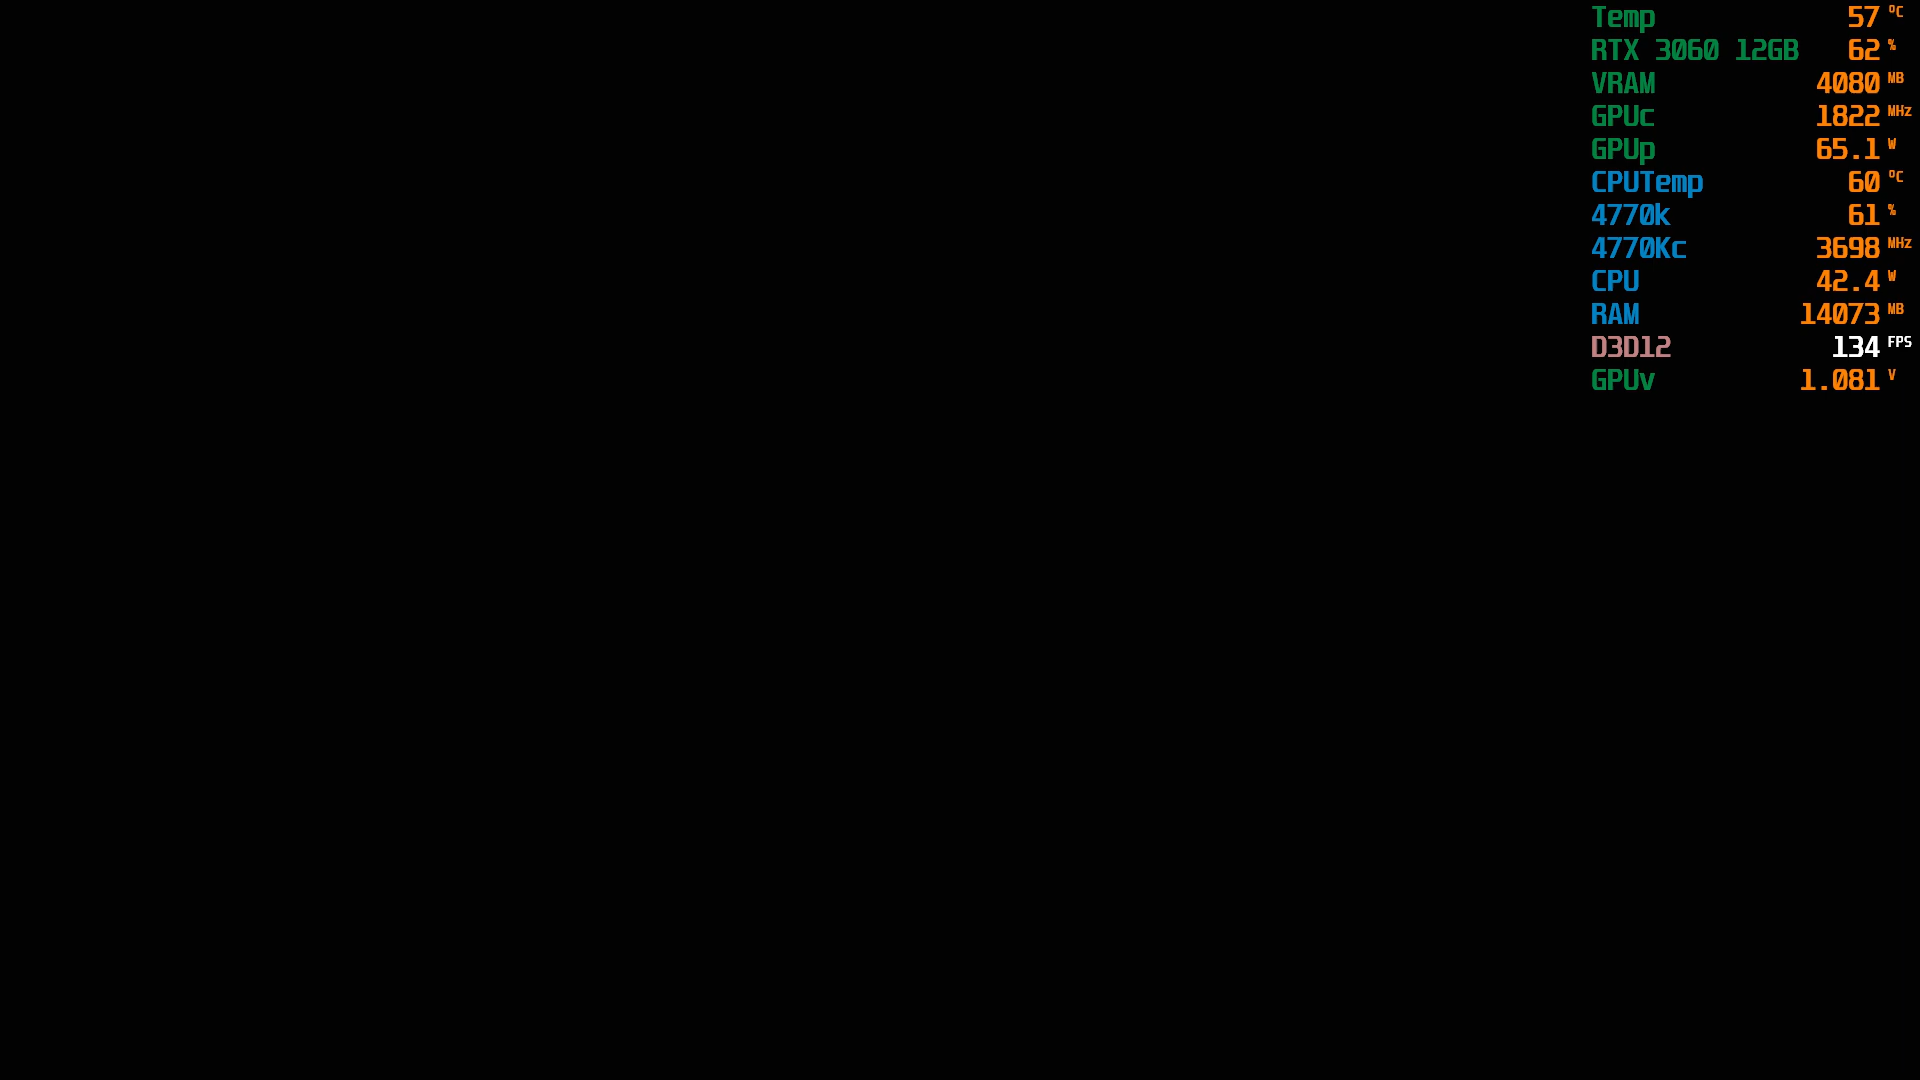 Temp 57 °C
RTX 3060 12GB 62 %
VRAM 4080 MB
GPUc 1822 MHz
GPUp 65.1 W
CPUTemp 60 °C
4770k 61 %
4770Kc 3698 MHz
CPU 42.4 W
RAM 14073 MB
D3D12 134 FPS
GPUv 1.081 V